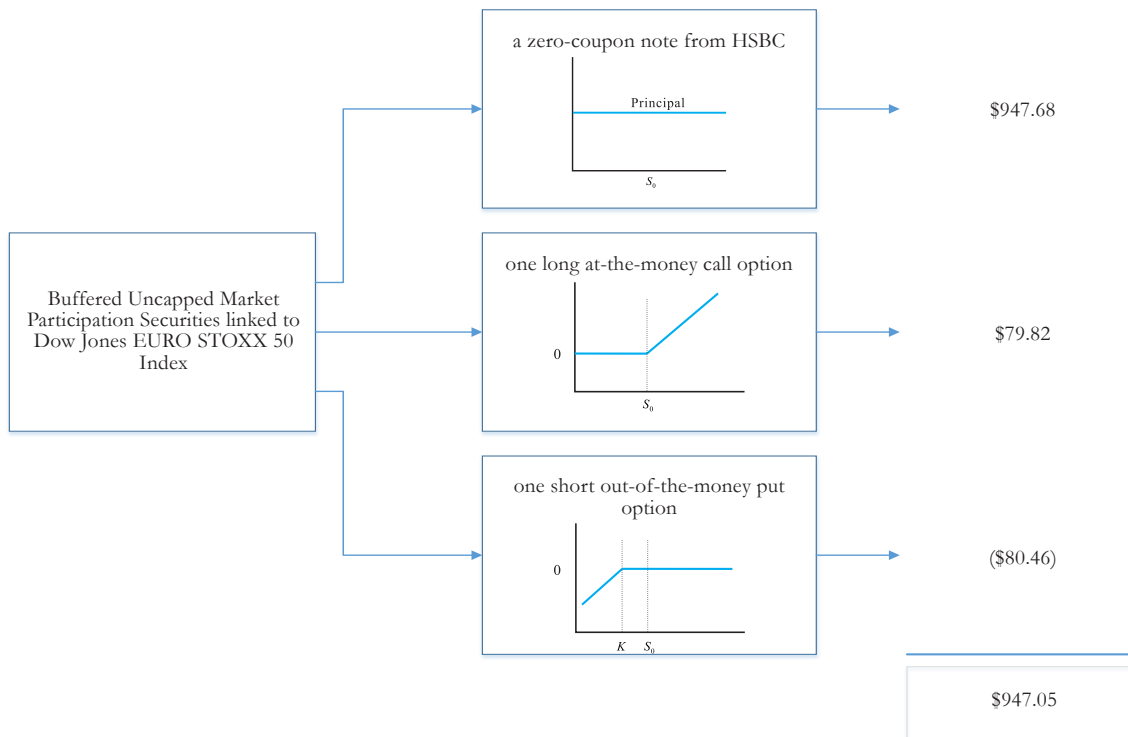 a zero-coupon note from HSBC
Principal
S₀
$947.68
Buffered Uncapped Market
Participation Securities linked to
Dow Jones EURO STOXX 50
Index
one long at-the-money call option
0
S₀
$79.82
one short out-of-the-money put
option
0
K S₀
($80.46)
$947.05